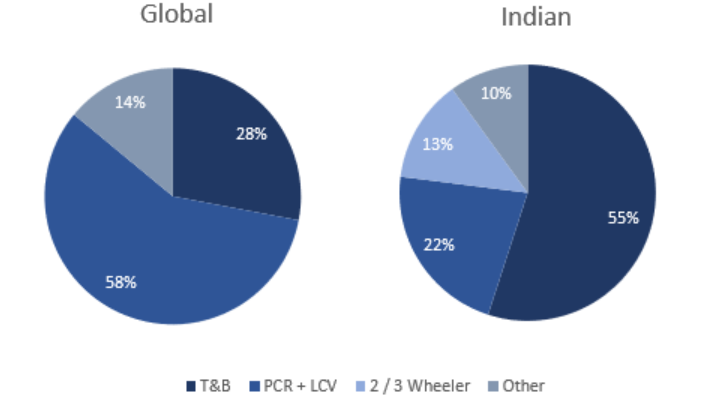 Global
Indian
14%
28%
58%
10%
13%
55%
22%
T&B
PCR + LCV
2 / 3 Wheeler
Other